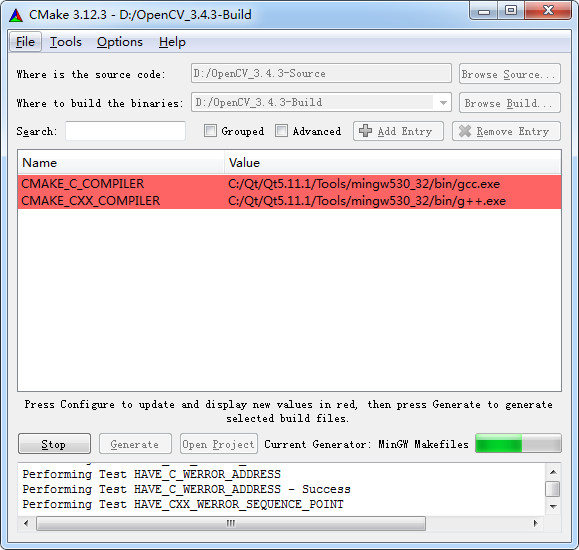 CMake 3.12.3 - D:/OpenCV_3.4.3-Build
File Tools Options Help
Where is the source code: D:/OpenCV_3.4.3-Source Browse Source...
Where to build the binaries: D:/OpenCV_3.4.3-Build Browse Build...
Search: Grouped Advanced Add Entry Remove Entry
Name Value
CMAKE_C_COMPILER C:/Qt/Qt5.11.1/Tools/mingw530_32/bin/gcc.exe
CMAKE_CXX_COMPILER C:/Qt/Qt5.11.1/Tools/mingw530_32/bin/g++.exe
Press Configure to update and display new values in red, then press Generate to generate
selected build files.
Stop Generate Open Project Current Generator: MinGW Makefiles
Performing Test HAVE_C_WERROR_ADDRESS
Performing Test HAVE_C_WERROR_ADDRESS - Success
Performing Test HAVE_CXX_WERROR_SEQUENCE_POINT